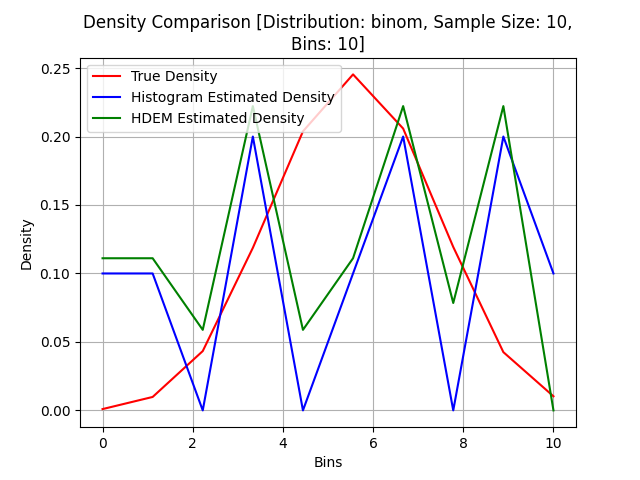 Density Comparison [Distribution: binom, Sample Size: 10,
Bins: 10]
True Density
Histogram Estimated Density
HDEM Estimated Density
0.25
0.20
0.15
0.10
0.05
0.00
Density
0 2 4 6 8 10
Bins